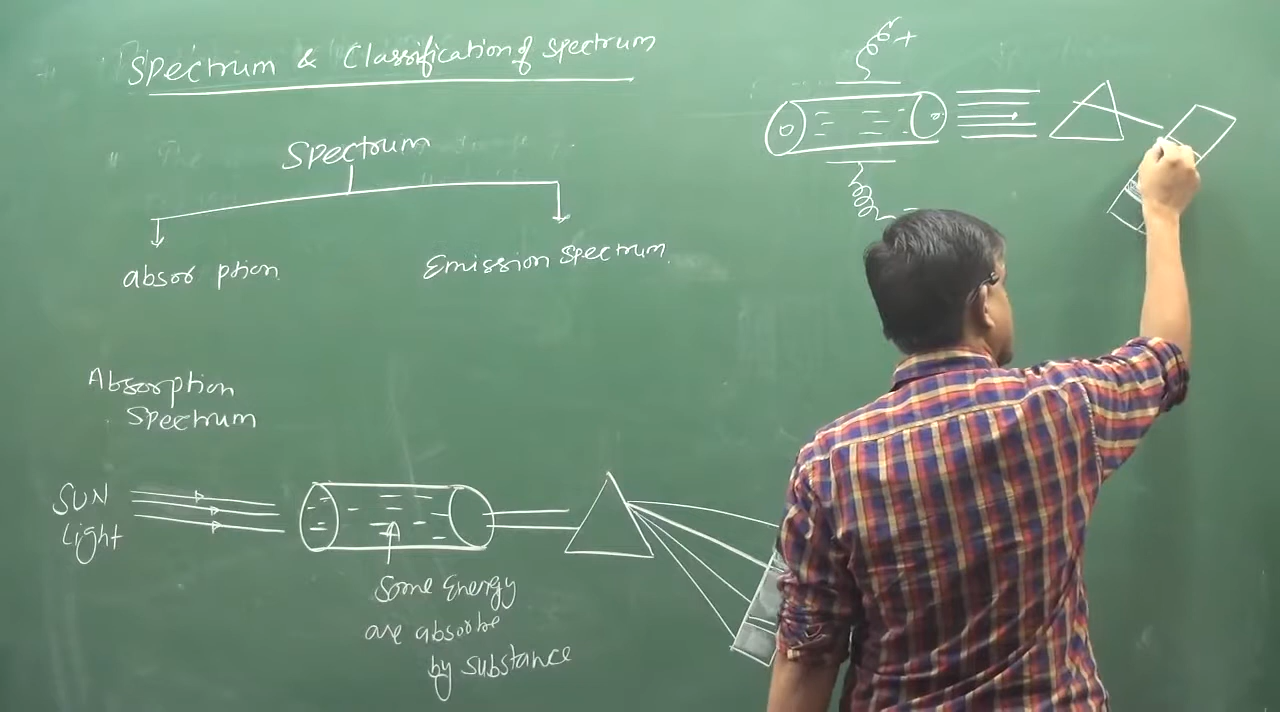 Spectrum & Classification of spectrum
Spectrum
absorption
Emission Spectrum
Absorption
Spectrum
SUN
light
Some Energy
are absorbe
by substance
+
-